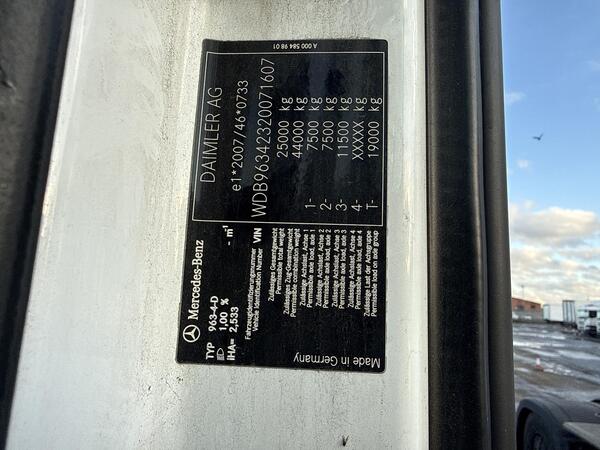 A 000 584 98 01
DAIMLER AG
e1*2007/46*0733
WDB9634232OO71607
25000 kg
44000 kg
1- 7500 kg
2- 7500 kg
3- 11500 kg
4- XXXXX kg
T- 19000 kg
Mercedes-Benz
TYP 963-4-D
1,00 %
IHA= 2,533 - m¹
Fahrzeugidentifizierungsnummer
Vehicle Identification Number VIN
Zulässiges Gesamtgewicht
Permissible total weight
Zulässiges Zug-Gesamtgewicht
Permissible combination weight
Zulässige Achslast, Achse 1
Permissible axle load, axle 1
Zulässige Achslast, Achse 2
Permissible axle load, axle 2
Zulässige Achslast, Achse 3
Permissible axle load, axle 3
Zulässige Achslast, Achse 4
Permissible axle load, axle 4
Zulässige Last der Achsgruppe
Permissible load on axle group
Made in Germany